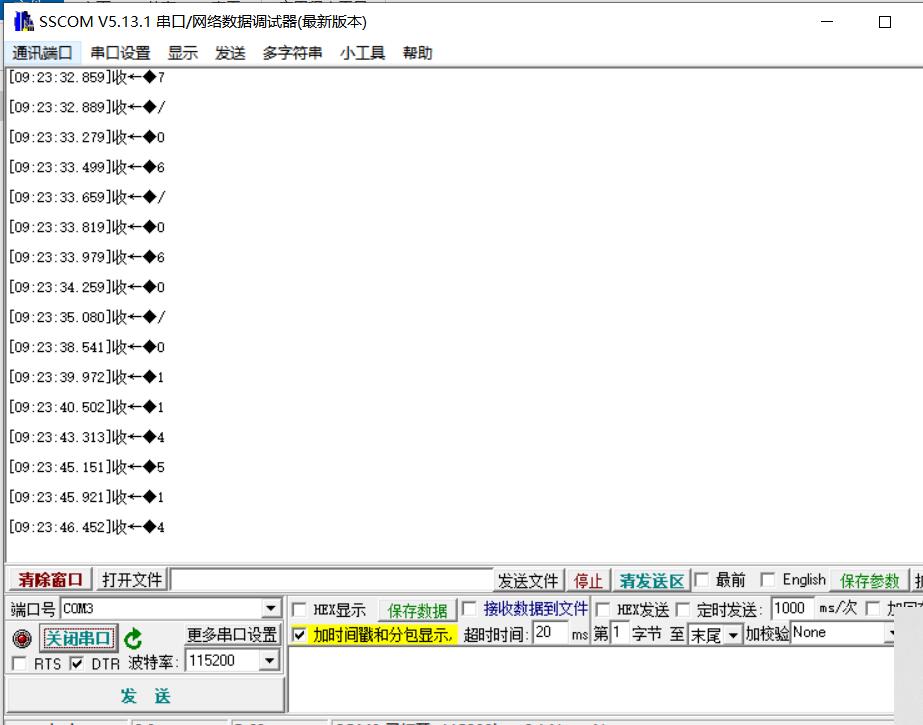 SSCOM V5.13.1 串口/网络数据调试器(最新版本)
通讯端口 串口设置 显示 发送 多字符串 小工具 帮助
[09:23:32.859]收←◆7
[09:23:32.889]收←◆/
[09:23:33.279]收←◆0
[09:23:33.499]收←◆6
[09:23:33.659]收←◆/
[09:23:33.819]收←◆0
[09:23:33.979]收←◆6
[09:23:34.259]收←◆0
[09:23:35.080]收←◆/
[09:23:38.541]收←◆0
[09:23:39.972]收←◆1
[09:23:40.502]收←◆1
[09:23:43.313]收←◆4
[09:23:45.151]收←◆5
[09:23:45.921]收←◆1
[09:23:46.452]收←◆4
清除窗口 打开文件 发送文件 停止 清发送区 最前 English 保存参数
端口号 COM3 HEX显示 保存数据 接收数据到文件 HEX发送 定时发送: 1000 ms/次
关闭串口 更多串口设置 加时间戳和分包显示, 超时时间: 20 ms 第1 字节 至 末尾 加校验 None
RTS DTR 波特率: 115200
发 送